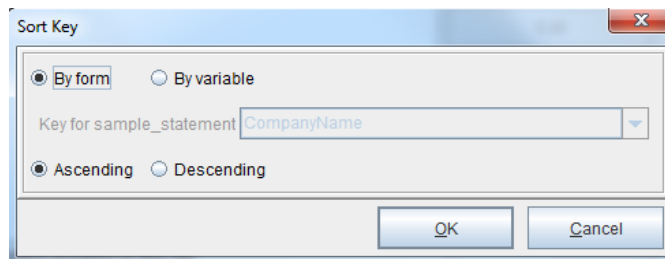 Sort Key
By form By variable
Key for sample_statement CompanyName
Ascending Descending
OK Cancel